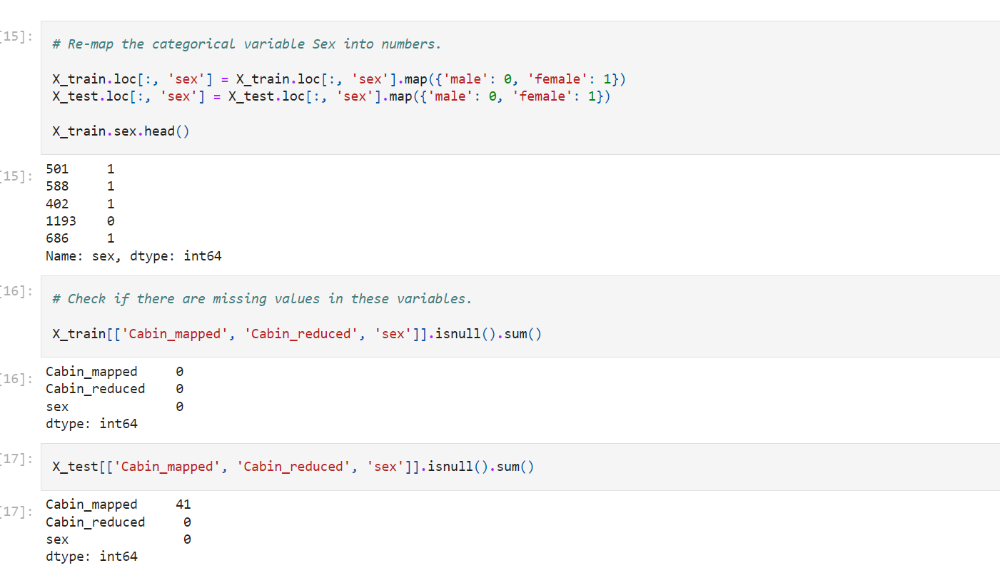 [15]:
# Re-map the categorical variable Sex into numbers.
X_train.loc[:, 'sex'] = X_train.loc[:, 'sex'].map({'male': 0, 'female': 1})
X_test.loc[:, 'sex'] = X_test.loc[:, 'sex'].map({'male': 0, 'female': 1})
X_train.sex.head()
[15]:
501     1
588     1
402     1
1193    0
686     1
Name: sex, dtype: int64
[16]:
# Check if there are missing values in these variables.
X_train[['Cabin_mapped', 'Cabin_reduced', 'sex']].isnull().sum()
[16]:
Cabin_mapped     0
Cabin_reduced    0
sex              0
dtype: int64
[17]:
X_test[['Cabin_mapped', 'Cabin_reduced', 'sex']].isnull().sum()
[17]:
Cabin_mapped     41
Cabin_reduced     0
sex               0
dtype: int64